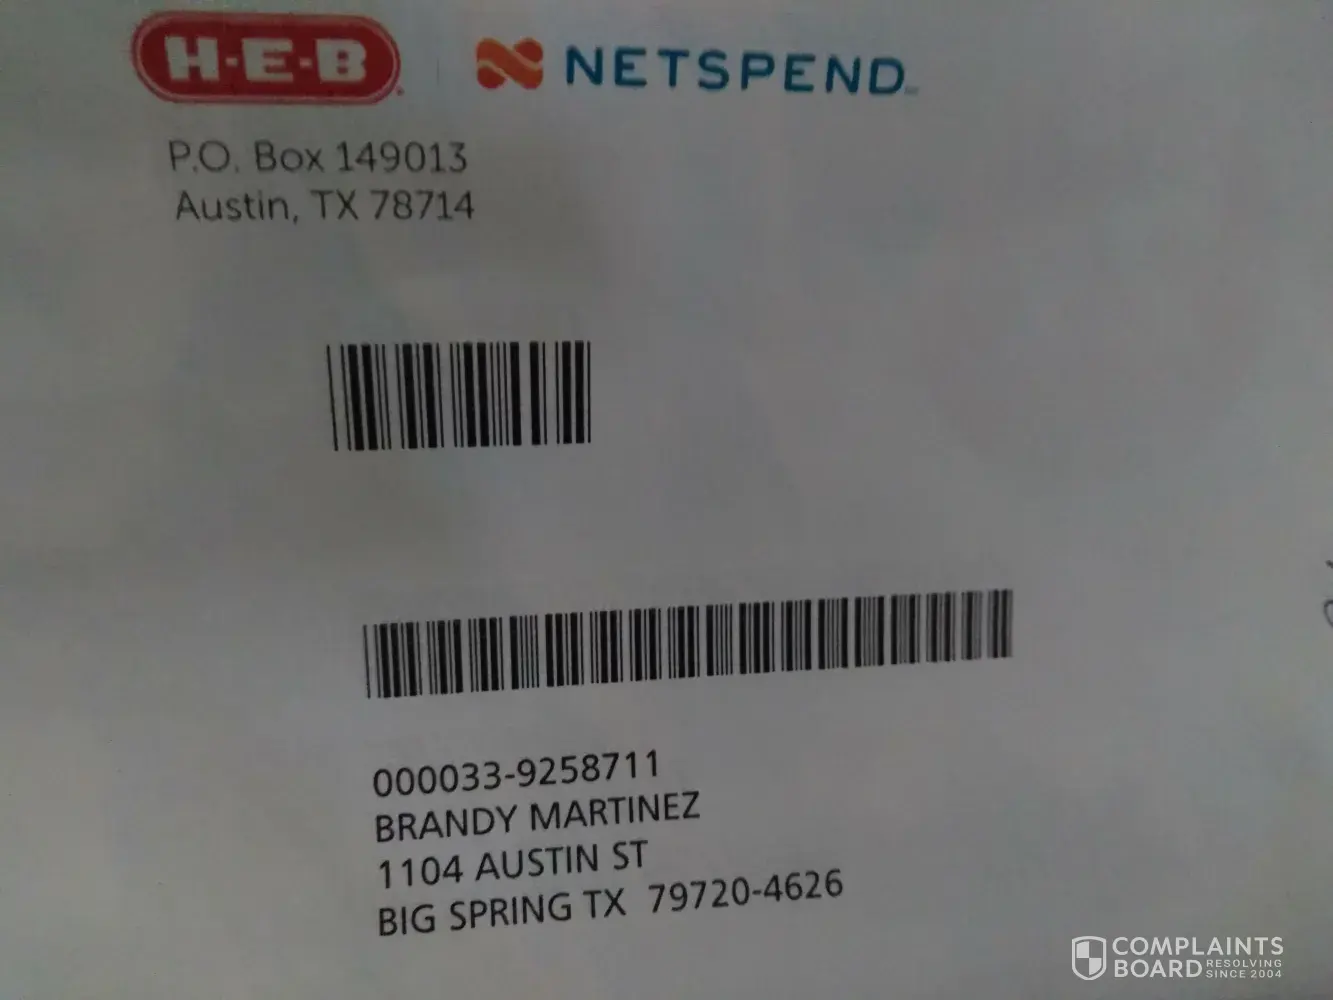 H-E-B NETSPEND
P.O. Box 149013
Austin, TX 78714
000033-9258711
BRANDY MARTINEZ
1104 AUSTIN ST
BIG SPRING TX 79720-4626
COMPLAINTS
BOARD RESOLVING
SINCE 2004